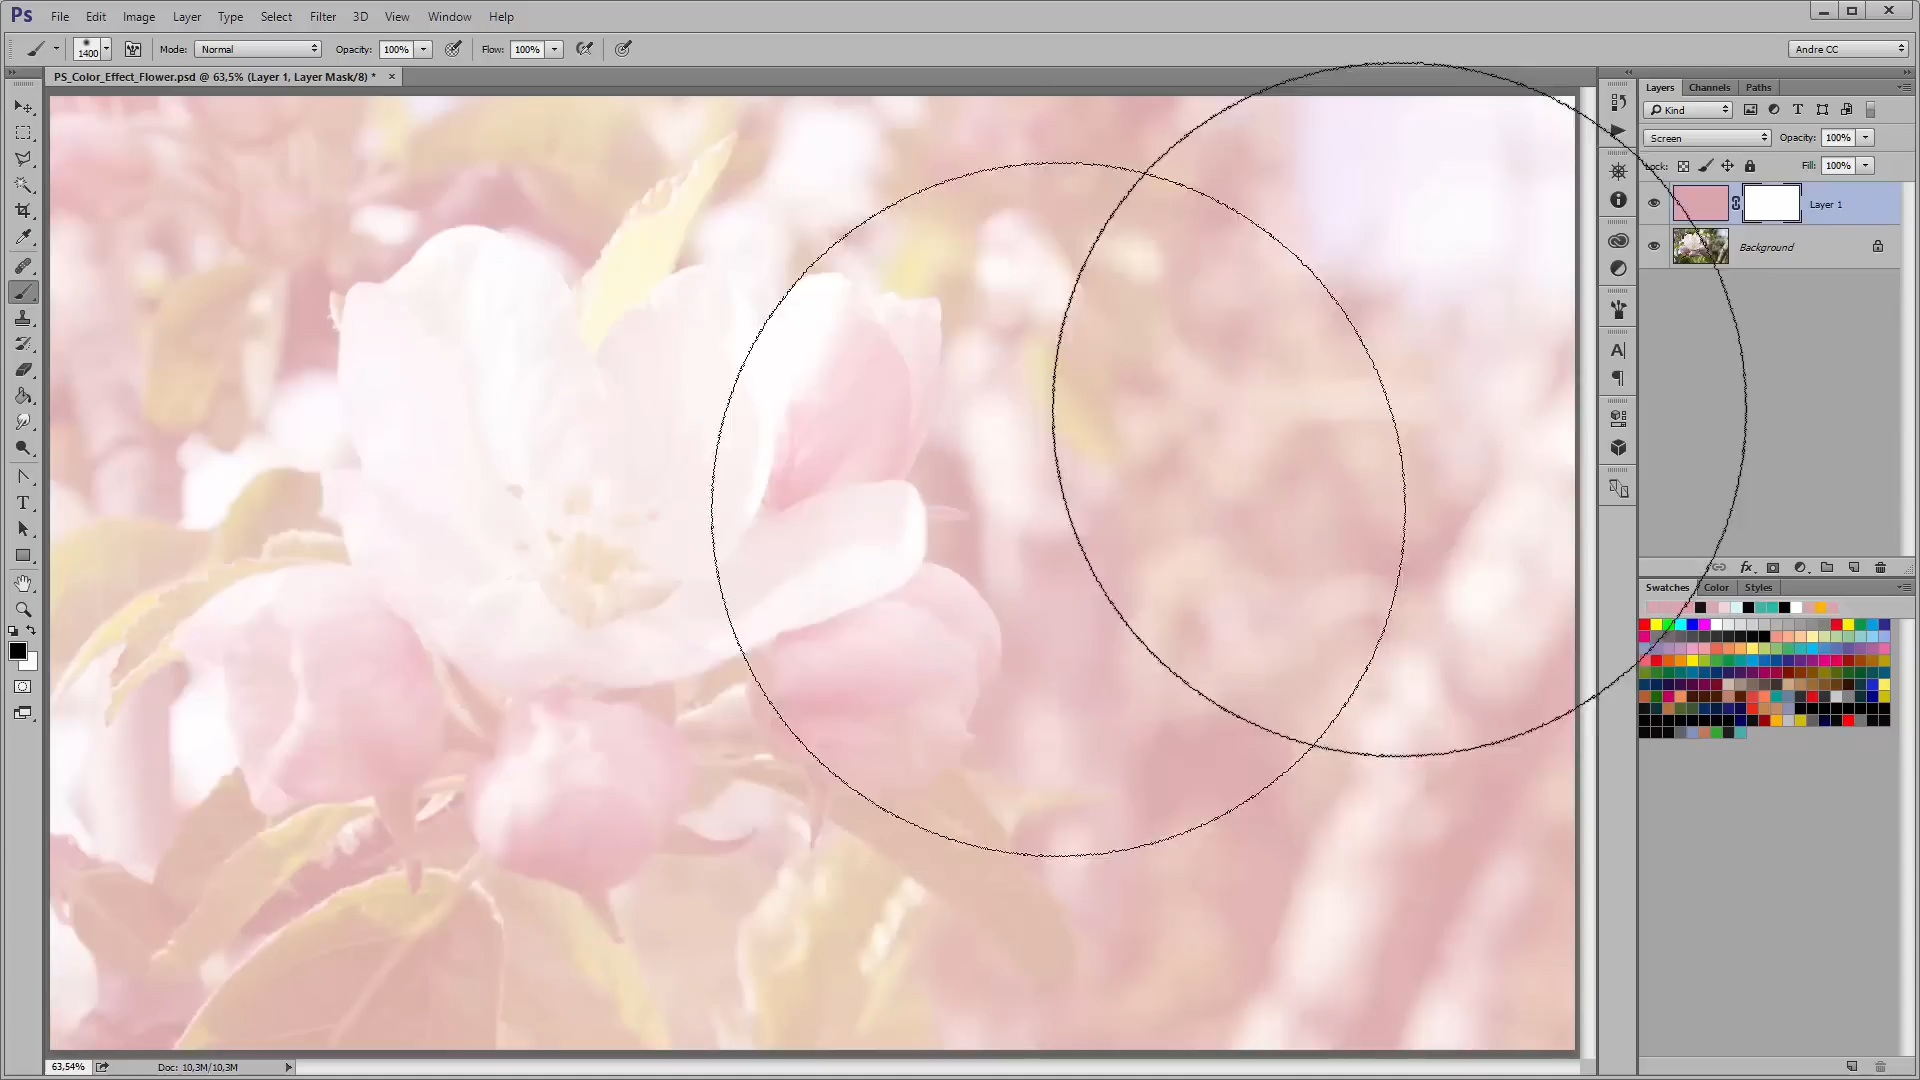 Ps File Edit Image Layer Type Select Filter 3D View Window Help
1400 Mode: Normal Opacity: 100% Flow: 100% Andre CC
PS_Color_Effect_Flower.psd @ 63,5% (Layer 1, Layer Mask/8) * ×
Layers Channels Paths
Kind T
Screen Opacity: 100%
Lock: Fill: 100%
Layer 1
Background
A
T
fx
Swatches Color Styles
63,54% Doc: 10,3M/10,3M